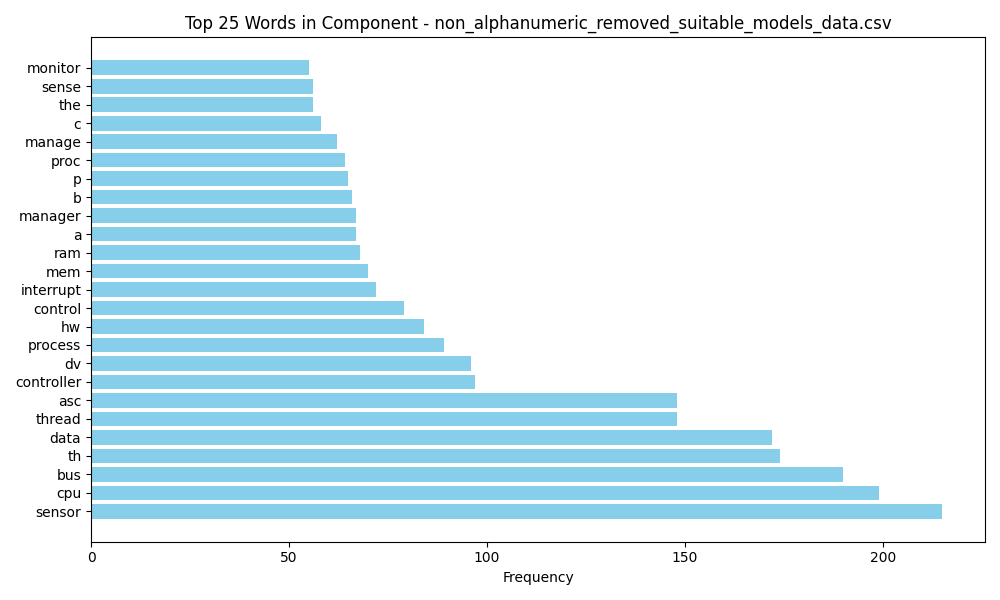 Top 25 Words in Component - non_alphanumeric_removed_suitable_models_data.csv
monitor
sense
the
c
manage
proc
p
b
manager
a
ram
mem
interrupt
control
hw
process
dv
controller
asc
thread
data
th
bus
cpu
sensor
0 50 100 150 200
Frequency